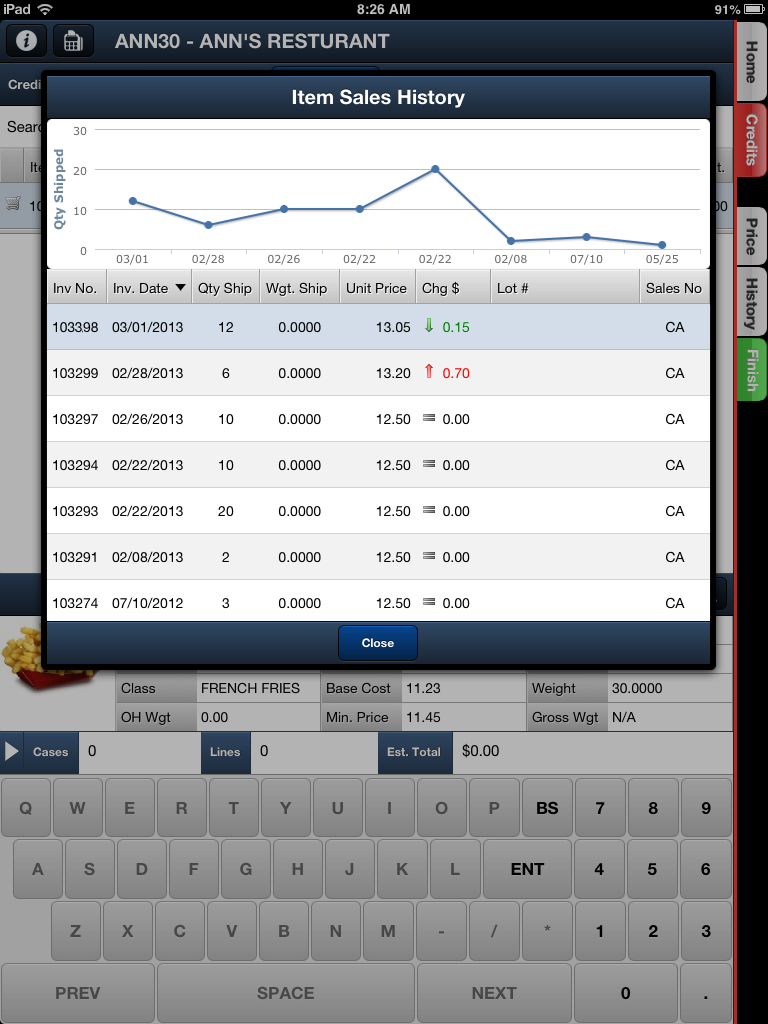 iPad 8:26 AM 91%
ANN30 - ANN'S RESTURANT
Home
Credits
Price
History
Finish
Credi
Sear
Ite t.
10 00
Item Sales History
Qty Shipped
30
20
10
0
03/01 02/28 02/26 02/22 02/22 02/08 07/10 05/25
Inv No. Inv. Date Qty Ship Wgt. Ship Unit Price Chg $ Lot # Sales No
103398 03/01/2013 12 0.0000 13.05 0.15 CA
103299 02/28/2013 6 0.0000 13.20 0.70 CA
103297 02/26/2013 10 0.0000 12.50 0.00 CA
103294 02/22/2013 10 0.0000 12.50 0.00 CA
103293 02/22/2013 20 0.0000 12.50 0.00 CA
103291 02/08/2013 2 0.0000 12.50 0.00 CA
103274 07/10/2012 3 0.0000 12.50 0.00 CA
Close
Class FRENCH FRIES Base Cost 11.23 Weight 30.0000
OH Wgt 0.00 Min. Price 11.45 Gross Wgt N/A
Cases 0 Lines 0 Est. Total $0.00
Q W E R T Y U I O P BS 7 8 9
A S D F G H J K L ENT 4 5 6
Z X C V B N M - / * 1 2 3
PREV SPACE NEXT 0 .